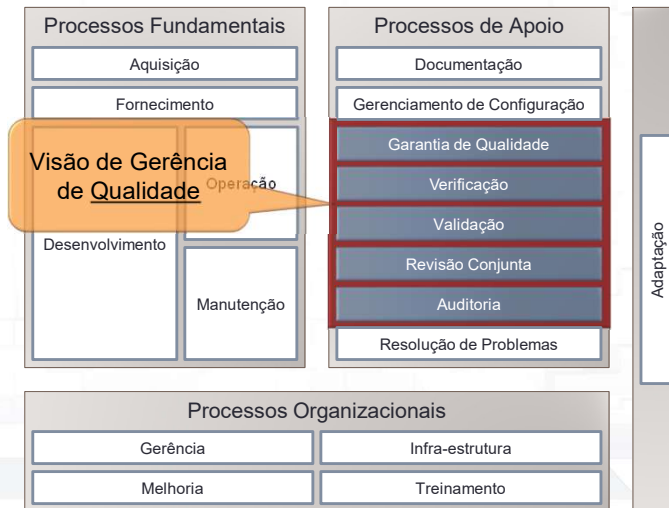 Processos Fundamentais
Aquisição
Fornecimento
Visão de Gerência
de Qualidade
Operação
Desenvolvimento
Manutenção
Processos de Apoio
Documentação
Gerenciamento de Configuração
Garantia de Qualidade
Verificação
Validação
Revisão Conjunta
Auditoria
Resolução de Problemas
Adaptação
Processos Organizacionais
Gerência
Infra-estrutura
Melhoria
Treinamento